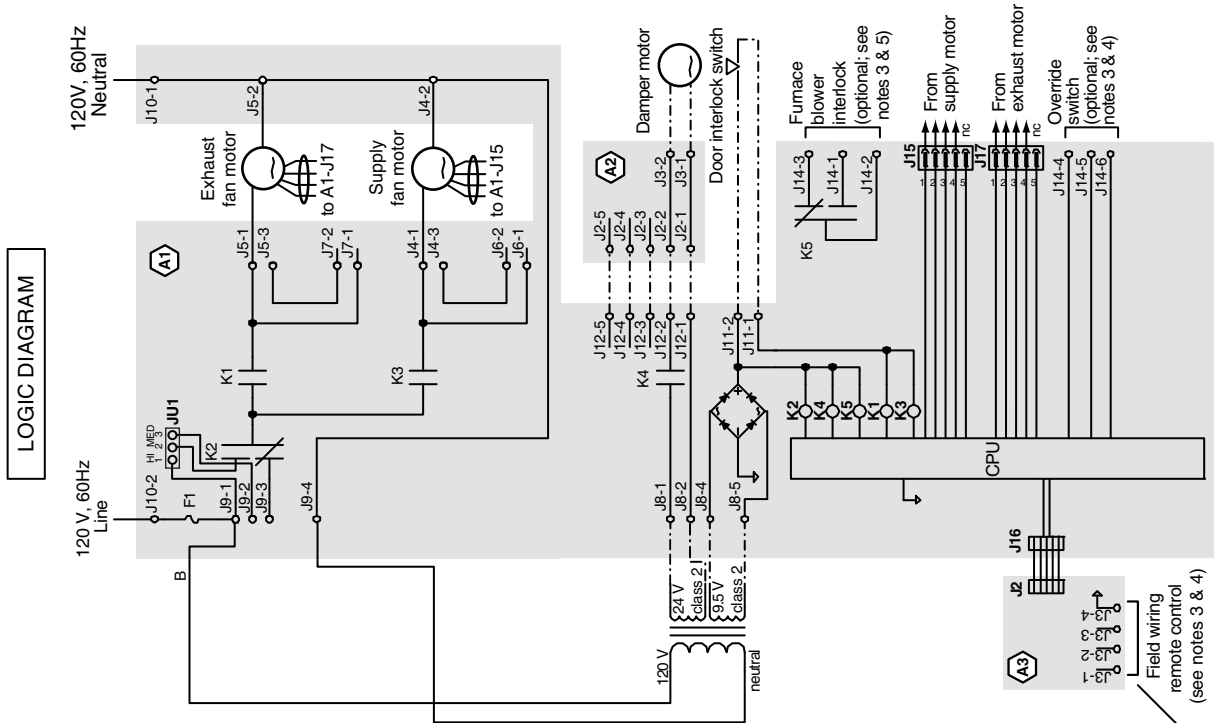 LOGIC DIAGRAM
120V, 60Hz
Neutral
J10-1
J5-2
J4-2
Exhaust
fan motor
to A1-J17
Supply
fan motor
to A1-J15
A1
J5-1
J5-3
J7-2
J7-1
J4-1
J4-3
J6-2
J6-1
K1
K3
JU1
HI MED
1 2 3
K2
120 V, 60Hz
Line
J10-2
F1
J9-1
J9-2
J9-3
J9-4
B
Damper motor
Door interlock switch
A2
J3-2
J3-1
J2-5
J2-4
J2-3
J2-2
J2-1
J12-5
J12-4
J12-3
J12-2
J12-1
K4
J11-2
J11-1
J8-1
J8-2
J8-4
J8-5
24 V
class 2
9.5 V
class 2
120 V
neutral
Furnace
blower
interlock
(optional; see
notes 3 & 5)
J14-3
J14-1
J14-2
K5
From
supply motor
J15
1
2
3
4
5
nc
From
exhaust motor
J17
1
2
3
4
5
nc
Override
switch
(optional; see
notes 3 & 4)
J14-4
J14-5
J14-6
K2
K4
K5
K1
K3
CPU
J16
J2
A3
J3-4
J3-3
J3-2
J3-1
Field wiring
remote control
(see notes 3 & 4)